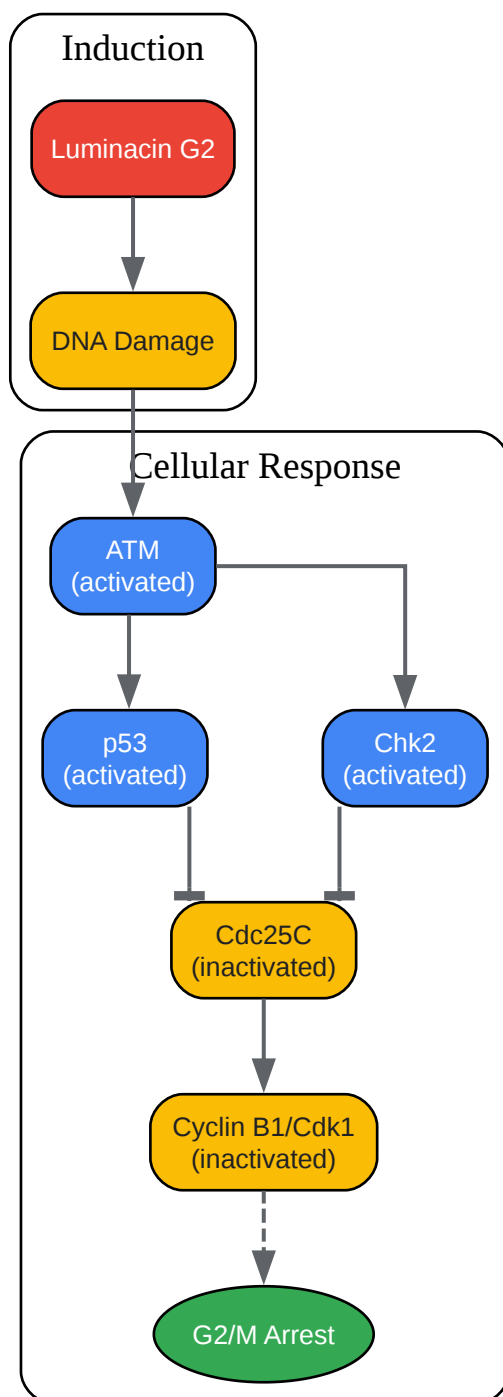 Induction
Luminacin G2
DNA Damage
Cellular Response
ATM
(activated)
p53
(activated)
Chk2
(activated)
Cdc25C
(inactivated)
Cyclin B1/Cdk1
(inactivated)
G2/M Arrest